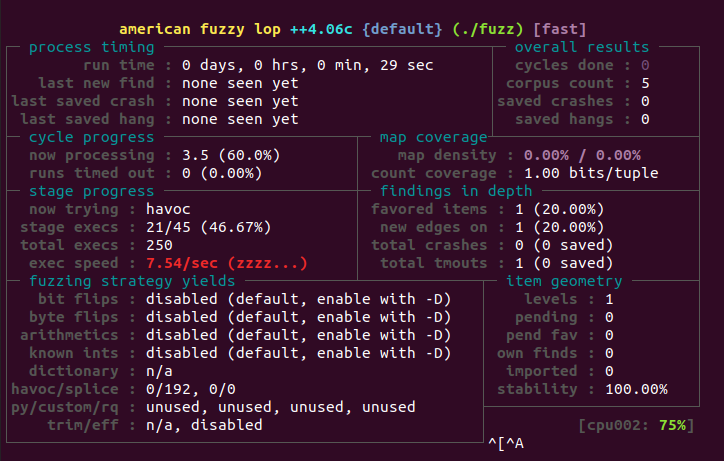 american fuzzy lop ++4.06c {default} (./fuzz) [fast]
process timing overall results
run time : 0 days, 0 hrs, 0 min, 29 sec cycles done : 0
last new find : none seen yet corpus count : 5
last saved crash : none seen yet saved crashes : 0
last saved hang : none seen yet saved hangs : 0
cycle progress map coverage
now processing : 3.5 (60.0%) map density : 0.00% / 0.00%
runs timed out : 0 (0.00%) count coverage : 1.00 bits/tuple
stage progress findings in depth
now trying : havoc favored items : 1 (20.00%)
stage execs : 21/45 (46.67%) new edges on : 1 (20.00%)
total execs : 250 total crashes : 0 (0 saved)
exec speed : 7.54/sec (zzzz...) total tmouts : 1 (0 saved)
fuzzing strategy yields item geometry
bit flips : disabled (default, enable with -D) levels : 1
byte flips : disabled (default, enable with -D) pending : 0
arithmetics : disabled (default, enable with -D) pend fav : 0
known ints : disabled (default, enable with -D) own finds : 0
dictionary : n/a imported : 0
havoc/splice : 0/192, 0/0 stability : 100.00%
py/custom/rq : unused, unused, unused, unused
trim/eff : n/a, disabled [cpu002: 75%]
^[^A